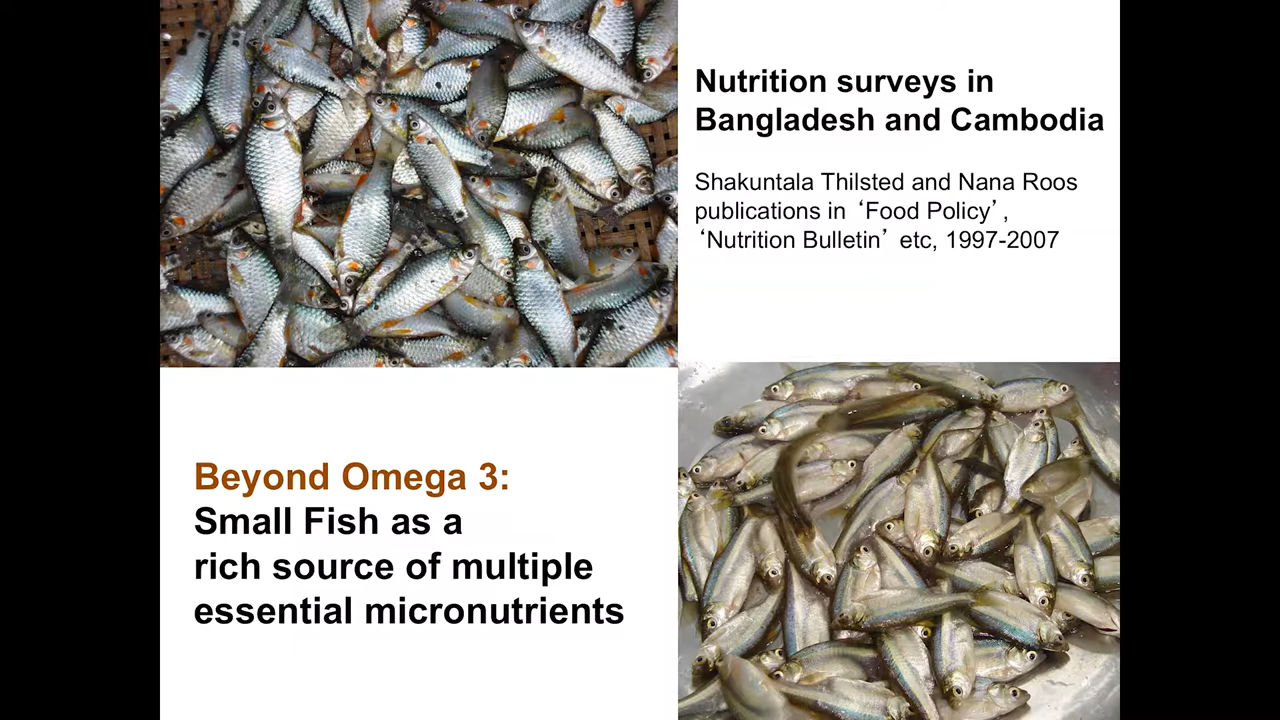 Nutrition surveys in
Bangladesh and Cambodia
Shakuntala Thilsted and Nana Roos
publications in ‘Food Policy’,
‘Nutrition Bulletin’ etc, 1997-2007
Beyond Omega 3:
Small Fish as a
rich source of multiple
essential micronutrients